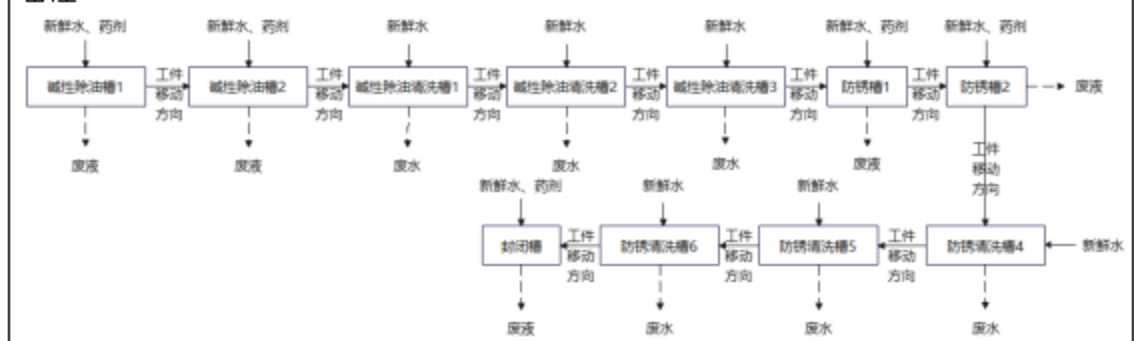 新鲜水、药剂
新鲜水、药剂
新鲜水
新鲜水
新鲜水
新鲜水、药剂
新鲜水、药剂
碱性除油槽1
工件
移动
方向
碱性除油槽2
工件
移动
方向
碱性除油清洗槽1
工件
移动
方向
碱性除油清洗槽2
工件
移动
方向
碱性除油清洗槽3
工件
移动
方向
防锈槽1
工件
移动
方向
防锈槽2
废液
废液
废液
废水
废水
废水
废液
工件
移动
方向
新鲜水、药剂
新鲜水
新鲜水
封闭槽
工件
移动
方向
防锈清洗槽6
工件
移动
方向
防锈清洗槽5
工件
移动
方向
防锈清洗槽4
新鲜水
废液
废水
废水
废水